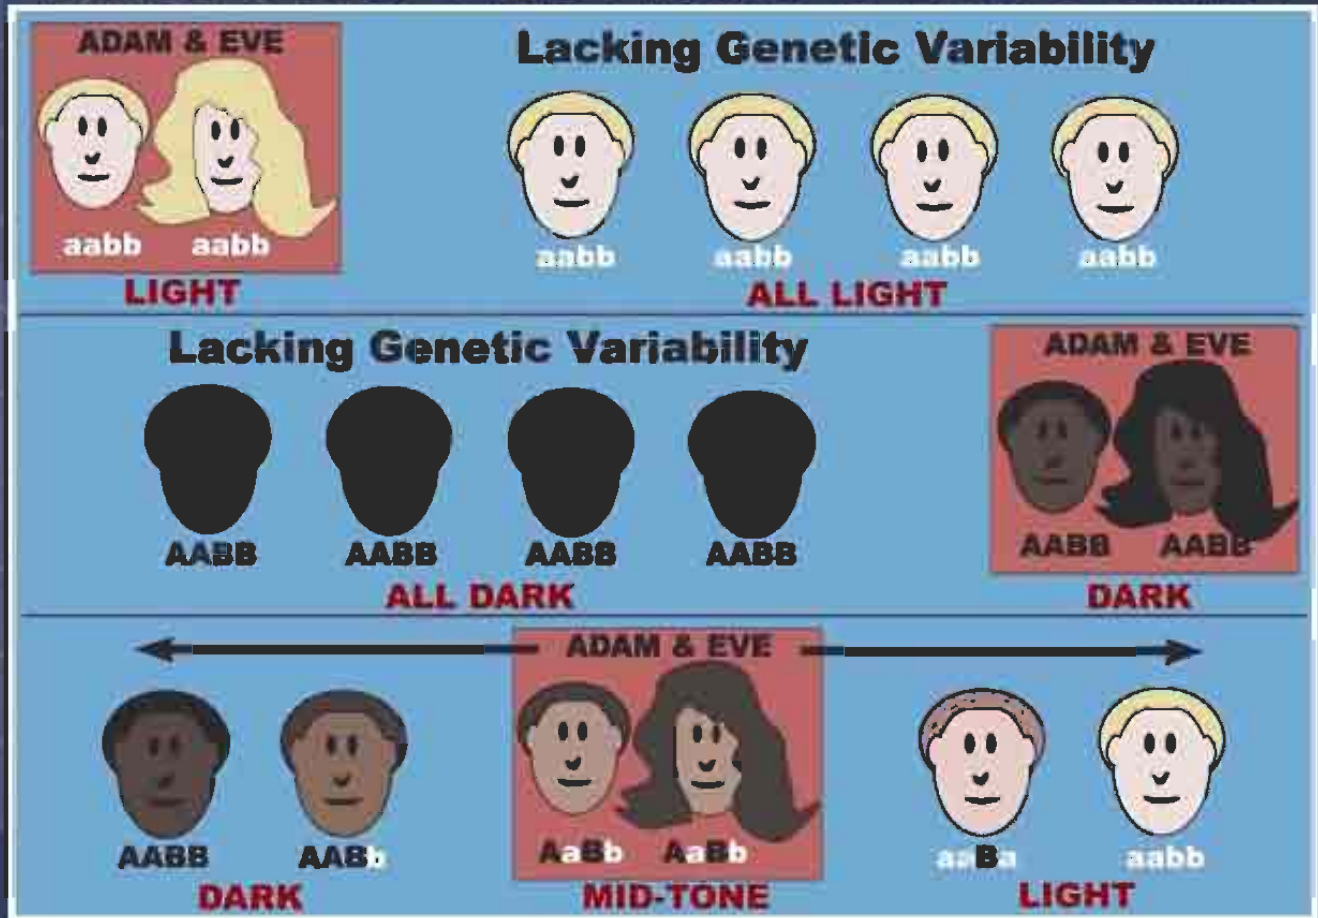 ADAM & EVE
Lacking Genetic Variability
aabb aabb
aabb aabb aabb aabb
LIGHT
ALL LIGHT
Lacking Genetic Variability
ADAM & EVE
AABB AABB AABB AABB
AABB AABB
ALL DARK
DARK
ADAM & EVE
AABB AABb
AaBb AaBb
aaBa aabb
DARK
MID-TONE
LIGHT